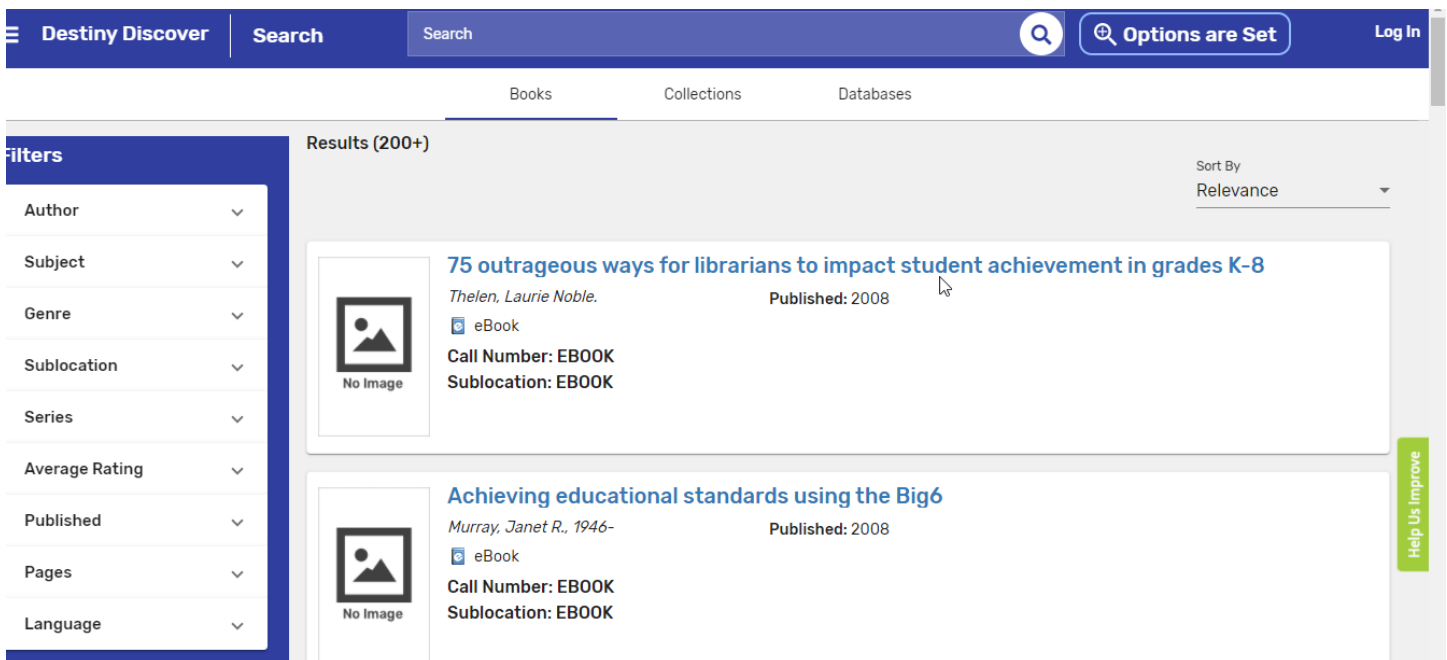 Destiny Discover Search Search Options are Set Log In
Books Collections Databases
Filters
Results (200+)
Sort By
Relevance
Author
Subject
Genre
Sublocation
Series
Average Rating
Published
Pages
Language
75 outrageous ways for librarians to impact student achievement in grades K-8
Thelen, Laurie Noble. Published: 2008
eBook
Call Number: EBOOK
Sublocation: EBOOK
No Image
Achieving educational standards using the Big6
Murray, Janet R., 1946- Published: 2008
eBook
Call Number: EBOOK
Sublocation: EBOOK
No Image
Help Us Improve